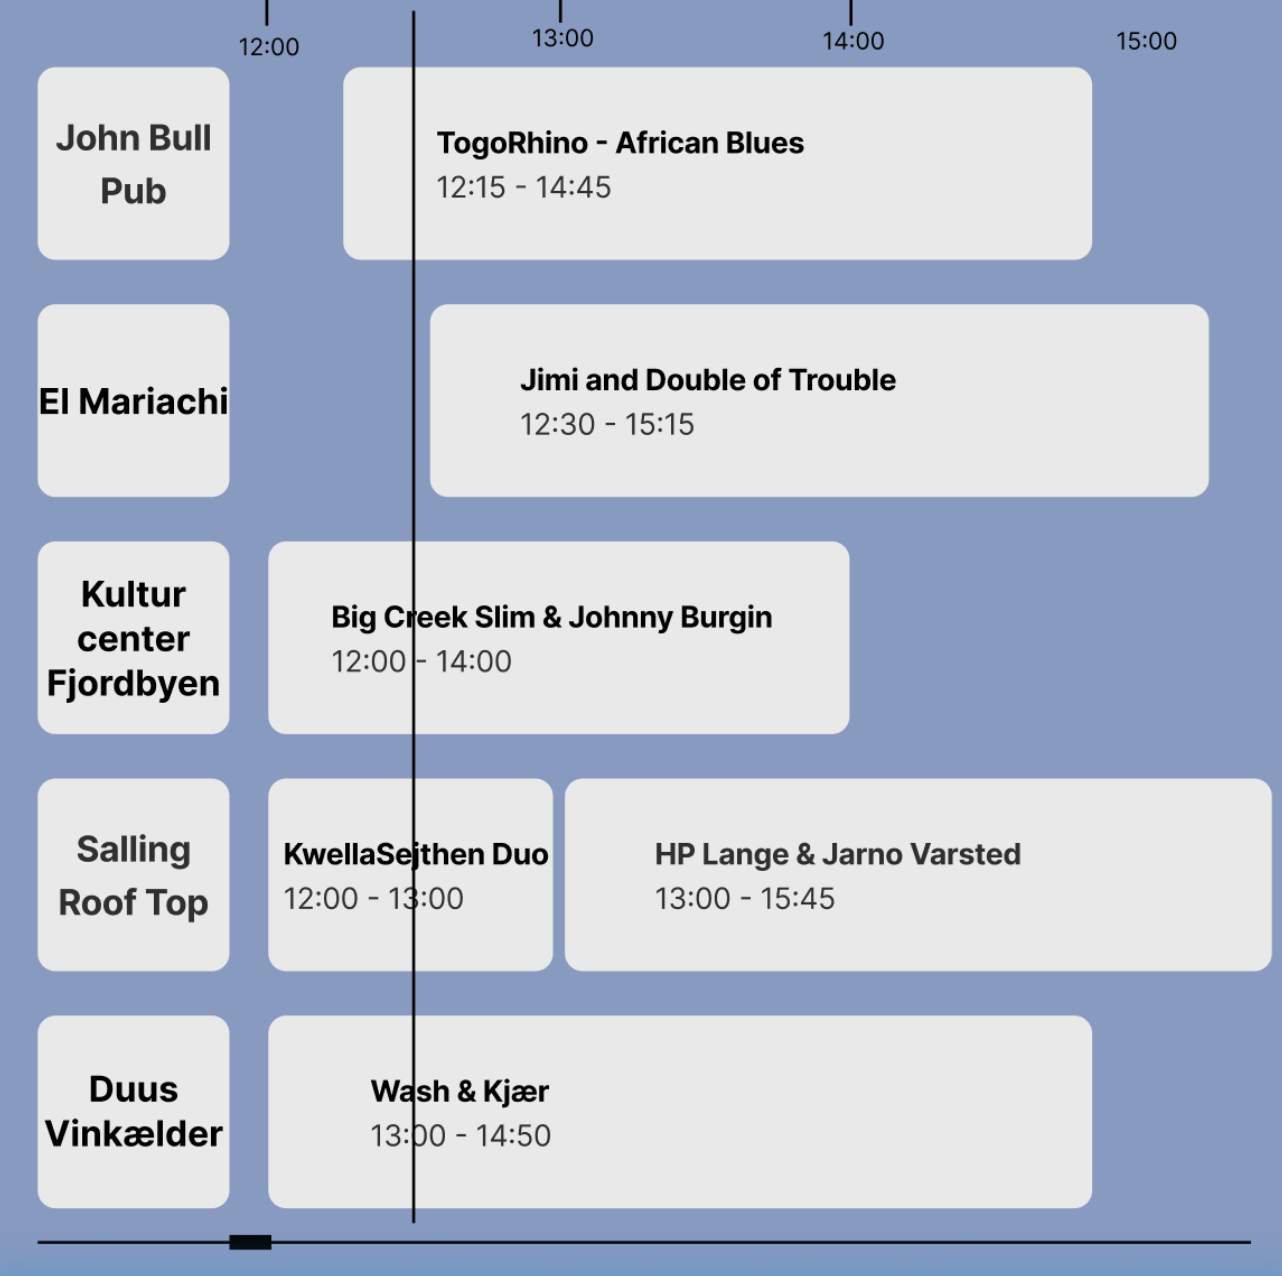 12:00
13:00
14:00
15:00
John Bull
Pub
TogoRhino - African Blues
12:15 - 14:45
El Mariachi
Jimi and Double of Trouble
12:30 - 15:15
Kultur
center
Fjordbyen
Big Creek Slim & Johnny Burgin
12:00 - 14:00
Salling
Roof Top
KwellaSejthen Duo
12:00 - 13:00
HP Lange & Jarno Varsted
13:00 - 15:45
Duus
Vinkælder
Wash & Kjær
13:00 - 14:50